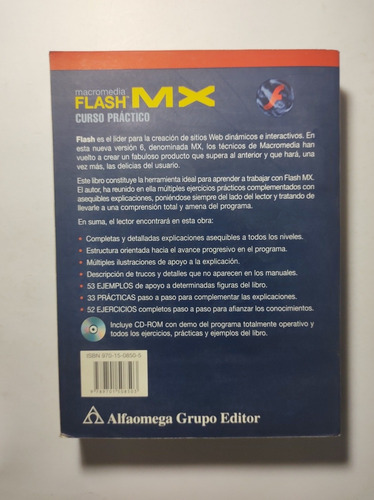 macromedia
FLASH™ MX
CURSO PRÁCTICO
Flash es el líder para la creación de sitios Web dinámicos e interactivos. En
esta nueva versión 6, denominada MX, los técnicos de Macromedia han
vuelto a crear un fabuloso producto que supera al anterior y que hará, una
vez más, las delicias del usuario.
Este libro constituye la herramienta ideal para aprender a trabajar con Flash MX.
El autor, ha reunido en ella múltiples ejercicios prácticos complementados con
asequibles explicaciones, poniéndose siempre del lado del lector y tratando de
llevarle a una comprensión total y amena del programa.
En suma, el lector encontrará en esta obra:
• Completas y detalladas explicaciones asequibles a todos los niveles.
• Estructura orientada hacia el avance progresivo en el programa.
• Múltiples ilustraciones de apoyo a la explicación.
• Descripción de trucos y detalles que no aparecen en los manuales.
• 53 EJEMPLOS de apoyo a determinadas figuras del libro.
• 33 PRÁCTICAS paso a paso para complementar las explicaciones.
• 52 EJERCICIOS completos paso a paso para afianzar los conocimientos.
Incluye CD-ROM con demo del programa totalmente operativo y
todos los ejercicios, prácticas y ejemplos del libro.
Alfaomega Grupo Editor